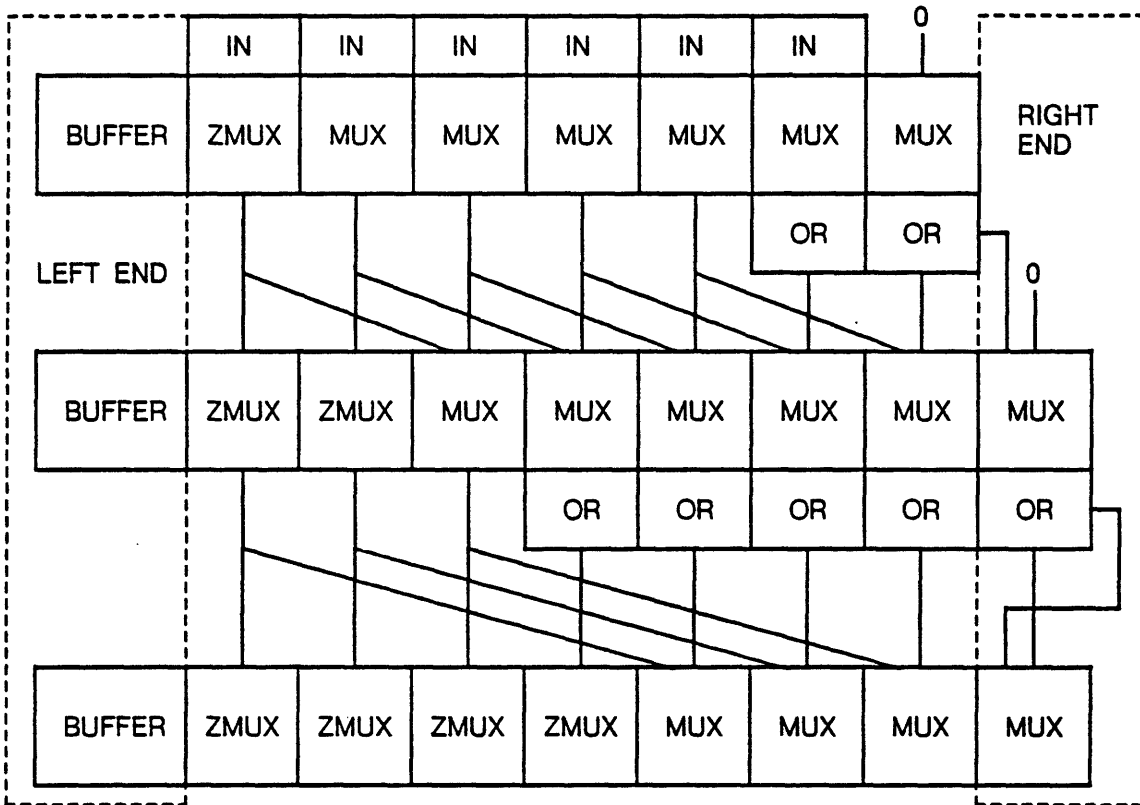 IN IN IN IN IN IN 0
BUFFER ZMUX MUX MUX MUX MUX MUX MUX
RIGHT
END
OR OR
LEFT END
0
BUFFER ZMUX ZMUX MUX MUX MUX MUX MUX MUX
OR OR OR OR OR
BUFFER ZMUX ZMUX ZMUX ZMUX MUX MUX MUX MUX